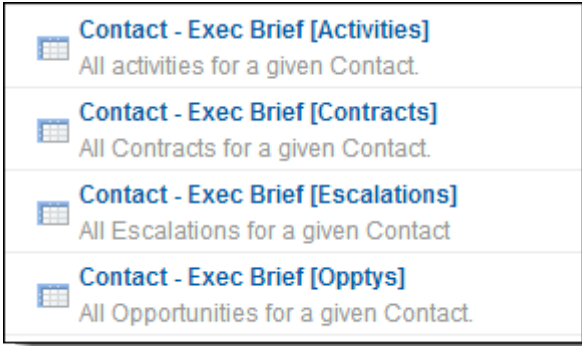 Contact - Exec Brief [Activities]
All activities for a given Contact.
Contact - Exec Brief [Contracts]
All Contracts for a given Contact.
Contact - Exec Brief [Escalations]
All Escalations for a given Contact
Contact - Exec Brief [Opptys]
All Opportunities for a given Contact.